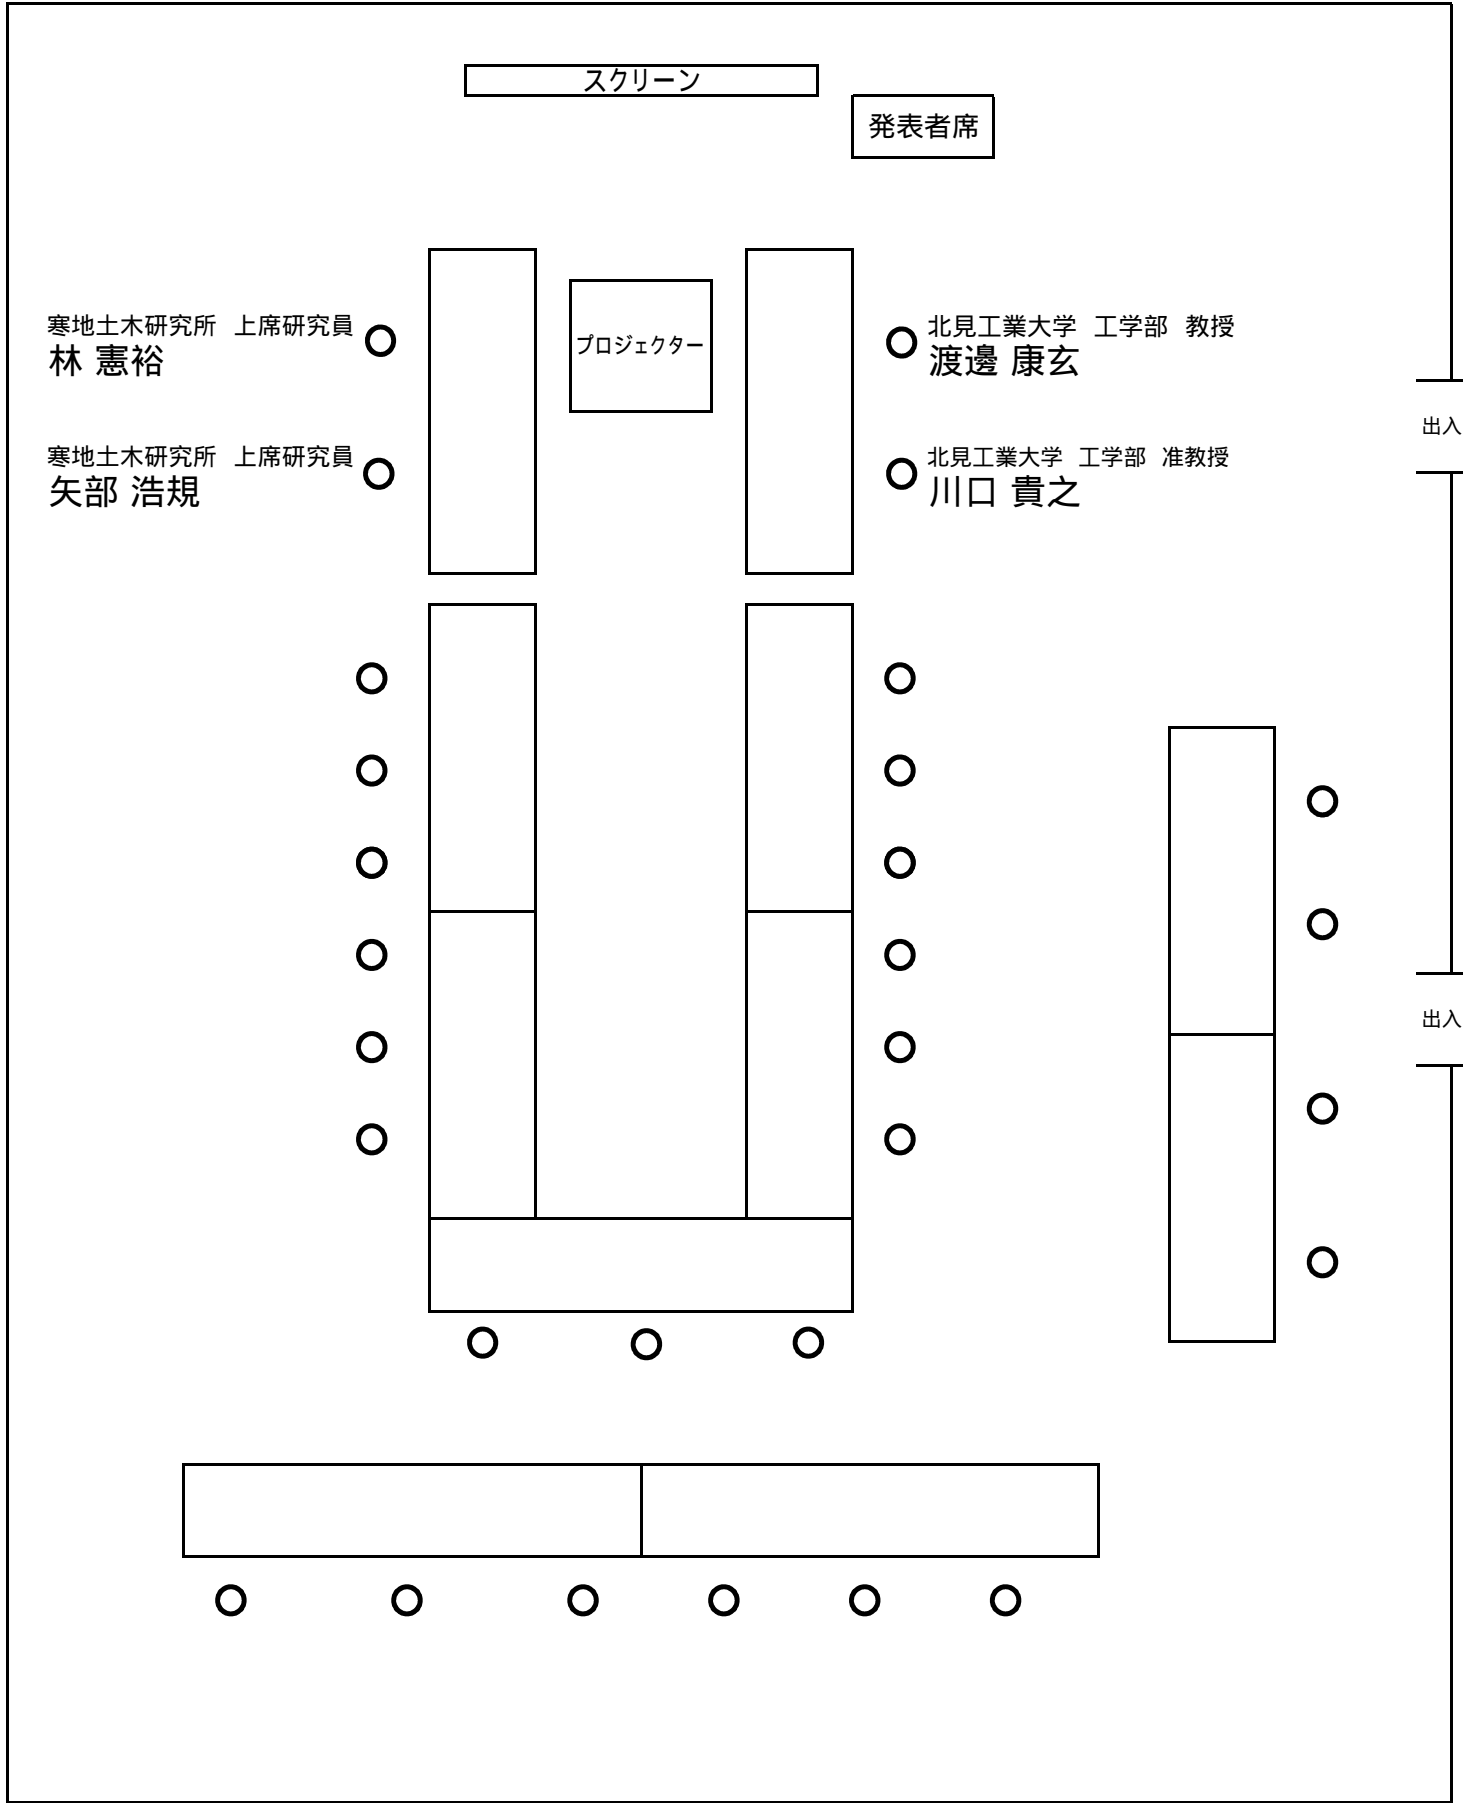 スクリーン
発表者席
プロジェクター
寒地土木研究所 上席研究員
林 憲裕
北見工業大学 工学部 教授
渡邊 康玄
寒地土木研究所 上席研究員
矢部 浩規
北見工業大学 工学部 准教授
川口 貴之
出入
出入